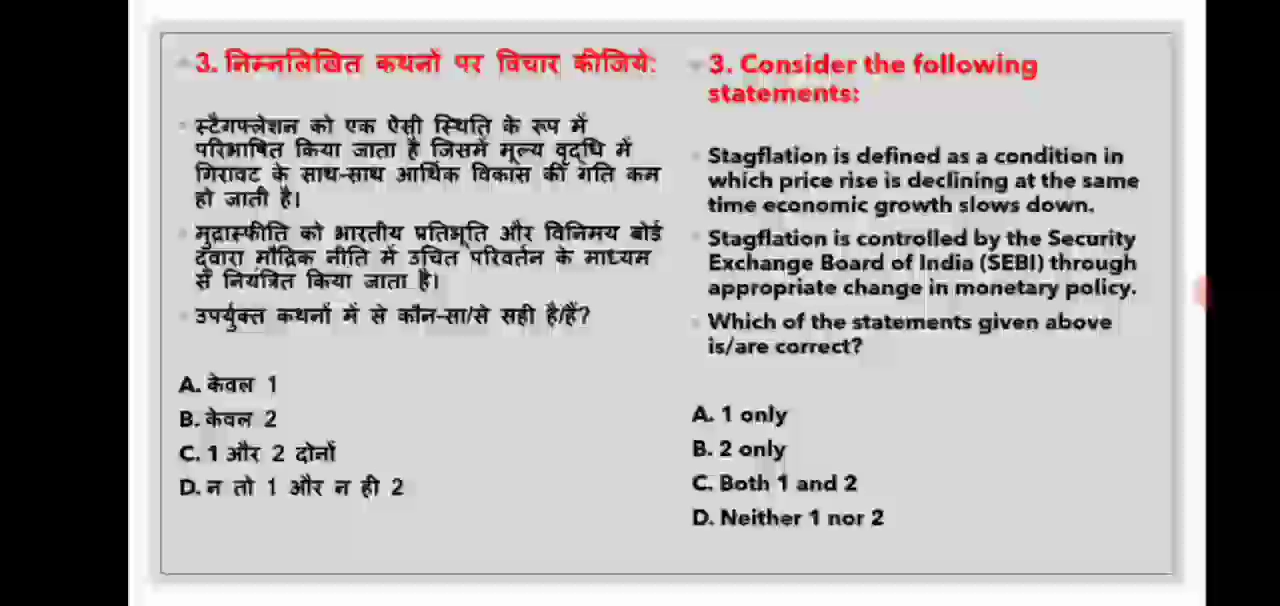 3. निम्नलिखित कथनों पर विचार कीजिये:
स्टैगफ्लेशन को एक ऐसी स्थिति के रूप में
परिभाषित किया जाता है जिसमें मूल्य वृद्धि में
गिरावट के साथ-साथ आर्थिक विकास की गति कम
हो जाती है।
मुद्रास्फीति को भारतीय प्रतिभूति और विनिमय बोर्ड
द्वारा मौद्रिक नीति में उचित परिवर्तन के माध्यम
से नियंत्रित किया जाता है।
उपर्युक्त कथनों में से कौन-सा/से सही है/हैं?
A. केवल 1
B. केवल 2
C. 1 और 2 दोनों
D. न तो 1 और न ही 2
3. Consider the following
statements:
Stagflation is defined as a condition in
which price rise is declining at the same
time economic growth slows down.
Stagflation is controlled by the Security
Exchange Board of India (SEBI) through
appropriate change in monetary policy.
Which of the statements given above
is/are correct?
A. 1 only
B. 2 only
C. Both 1 and 2
D. Neither 1 nor 2